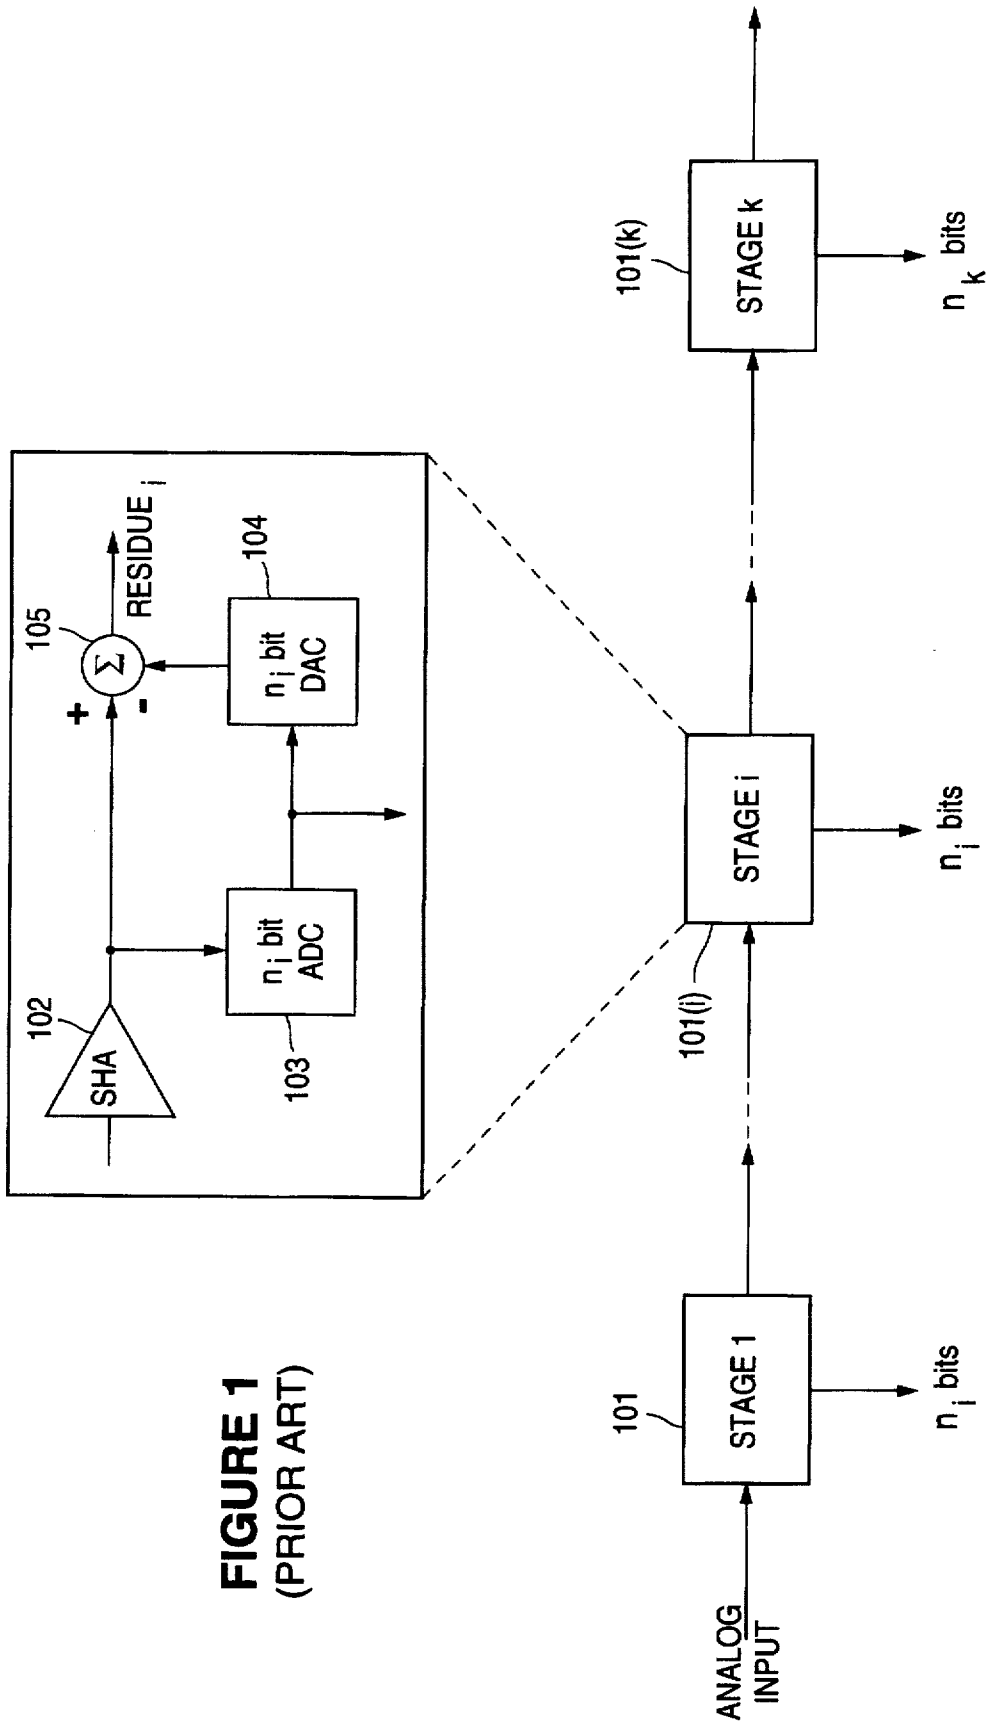 102
SHA
103
n_i bit
ADC
104
n_i bit
DAC
105
Σ
+
-
RESIDUE_i
FIGURE 1
(PRIOR ART)
ANALOG
INPUT
101
STAGE 1
n_i bits
101(i)
STAGE i
n_i bits
101(k)
STAGE k
n_k bits